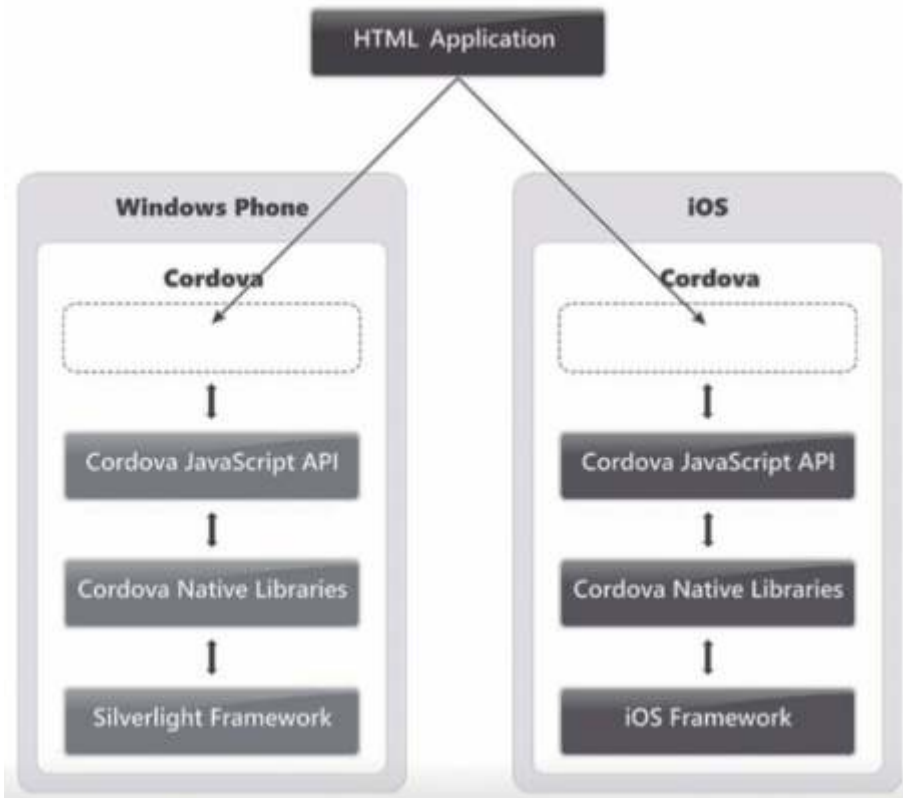 HTML Application
Windows Phone
Cordova
Cordova JavaScript API
Cordova Native Libraries
Silverlight Framework
iOS
Cordova
Cordova JavaScript API
Cordova Native Libraries
iOS Framework